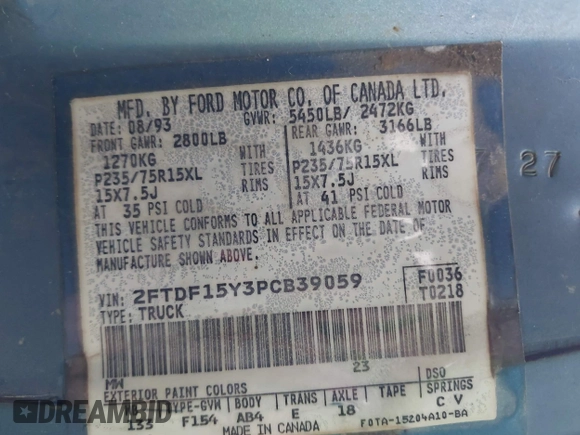 MFD. BY FORD MOTOR CO. OF CANADA LTD.
DATE: 08/93 GVWR: 5450LB/ 2472KG
FRONT GAWR: 2800LB REAR GAWR: 3166LB
1270KG WITH 1436KG WITH
P235/75R15XL TIRES P235/75R15XL TIRES
15X7.5J RIMS 15X7.5J RIMS
AT 35 PSI COLD AT 41 PSI COLD
THIS VEHICLE CONFORMS TO ALL APPLICABLE FEDERAL MOTOR
VEHICLE SAFETY STANDARDS IN EFFECT ON THE DATE OF
MANUFACTURE SHOWN ABOVE.
VIN: 2FTDF15Y3PCB39059 F0036
TYPE: TRUCK T0218
23
MW
EXTERIOR PAINT COLORS DSO
TYPE-GVW BODY TRANS AXLE TAPE SPRINGS
133 F154 AB4 E 18 C V
MADE IN CANADA F0TA-15204A10-BA
27
DREAMBID